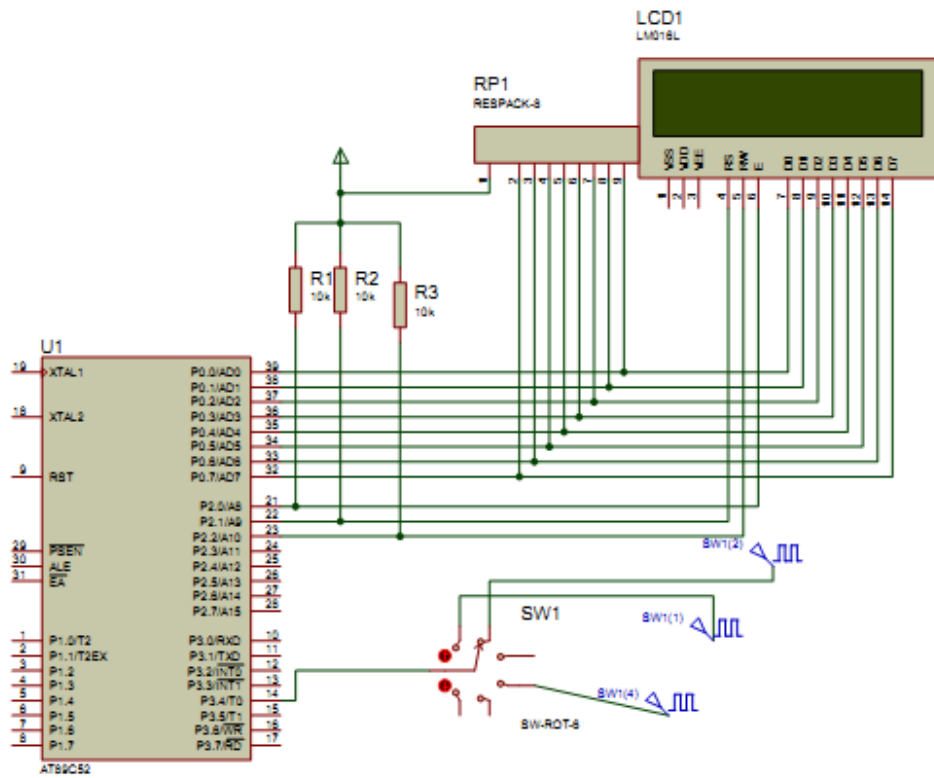 LCD1
LM016L
RP1
RESPACK-8
VSS VDD VEE RS RW E D0 D1 D2 D3 D4 D5 D6 D7
1 2 3 4 5 6 7 8 9
1 2 3 4 5 6 7 8 9 10 11 12 13 14
R1
10k
R2
10k
R3
10k
U1
19 XTAL1 P0.0/AD0 39
P0.1/AD1 38
P0.2/AD2 37
18 XTAL2 P0.3/AD3 36
P0.4/AD4 35
P0.5/AD5 34
P0.6/AD6 33
9 RST P0.7/AD7 32
P2.0/A8 21
P2.1/A9 22
P2.2/A10 23
29 PSEN P2.3/A11 24
30 ALE P2.4/A12 25
31 EA P2.5/A13 26
P2.6/A14 27
P2.7/A15 28
1 P1.0/T2 P3.0/RXD 10
2 P1.1/T2EX P3.1/TXD 11
3 P1.2 P3.2/INT0 12
4 P1.3 P3.3/INT1 13
5 P1.4 P3.4/T0 14
6 P1.5 P3.5/T1 15
7 P1.6 P3.6/WR 16
8 P1.7 P3.7/RD 17
AT89C52
SW1(2)
SW1
SW1(1)
SW1(4)
SW-ROT-6